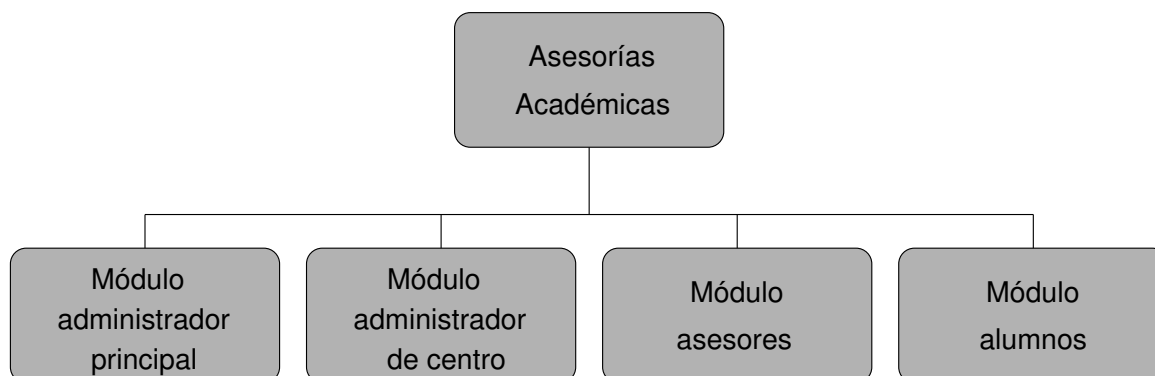 Asesorías
Académicas
Módulo
administrador
principal
Módulo
administrador
de centro
Módulo
asesores
Módulo
alumnos